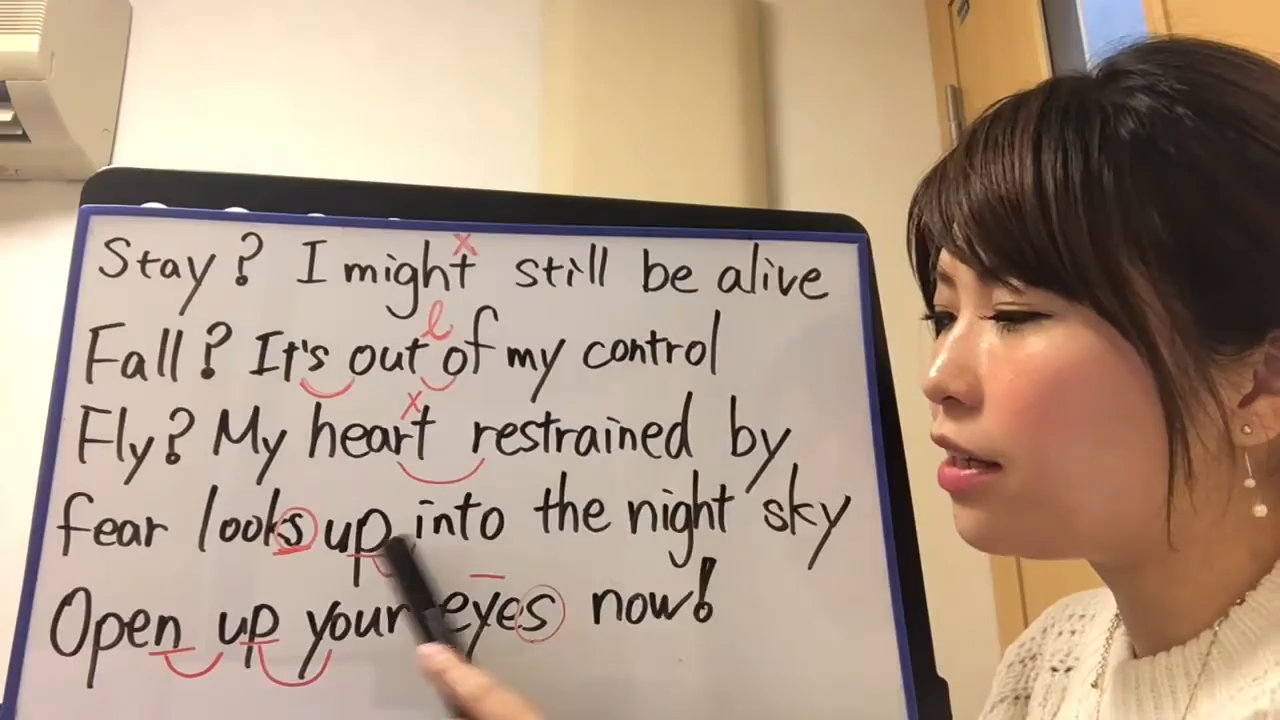 Stay? I might still be alive
Fall? It's out of my control
Fly? My heart restrained by
fear looks up into the night sky
Open up your eyes now!